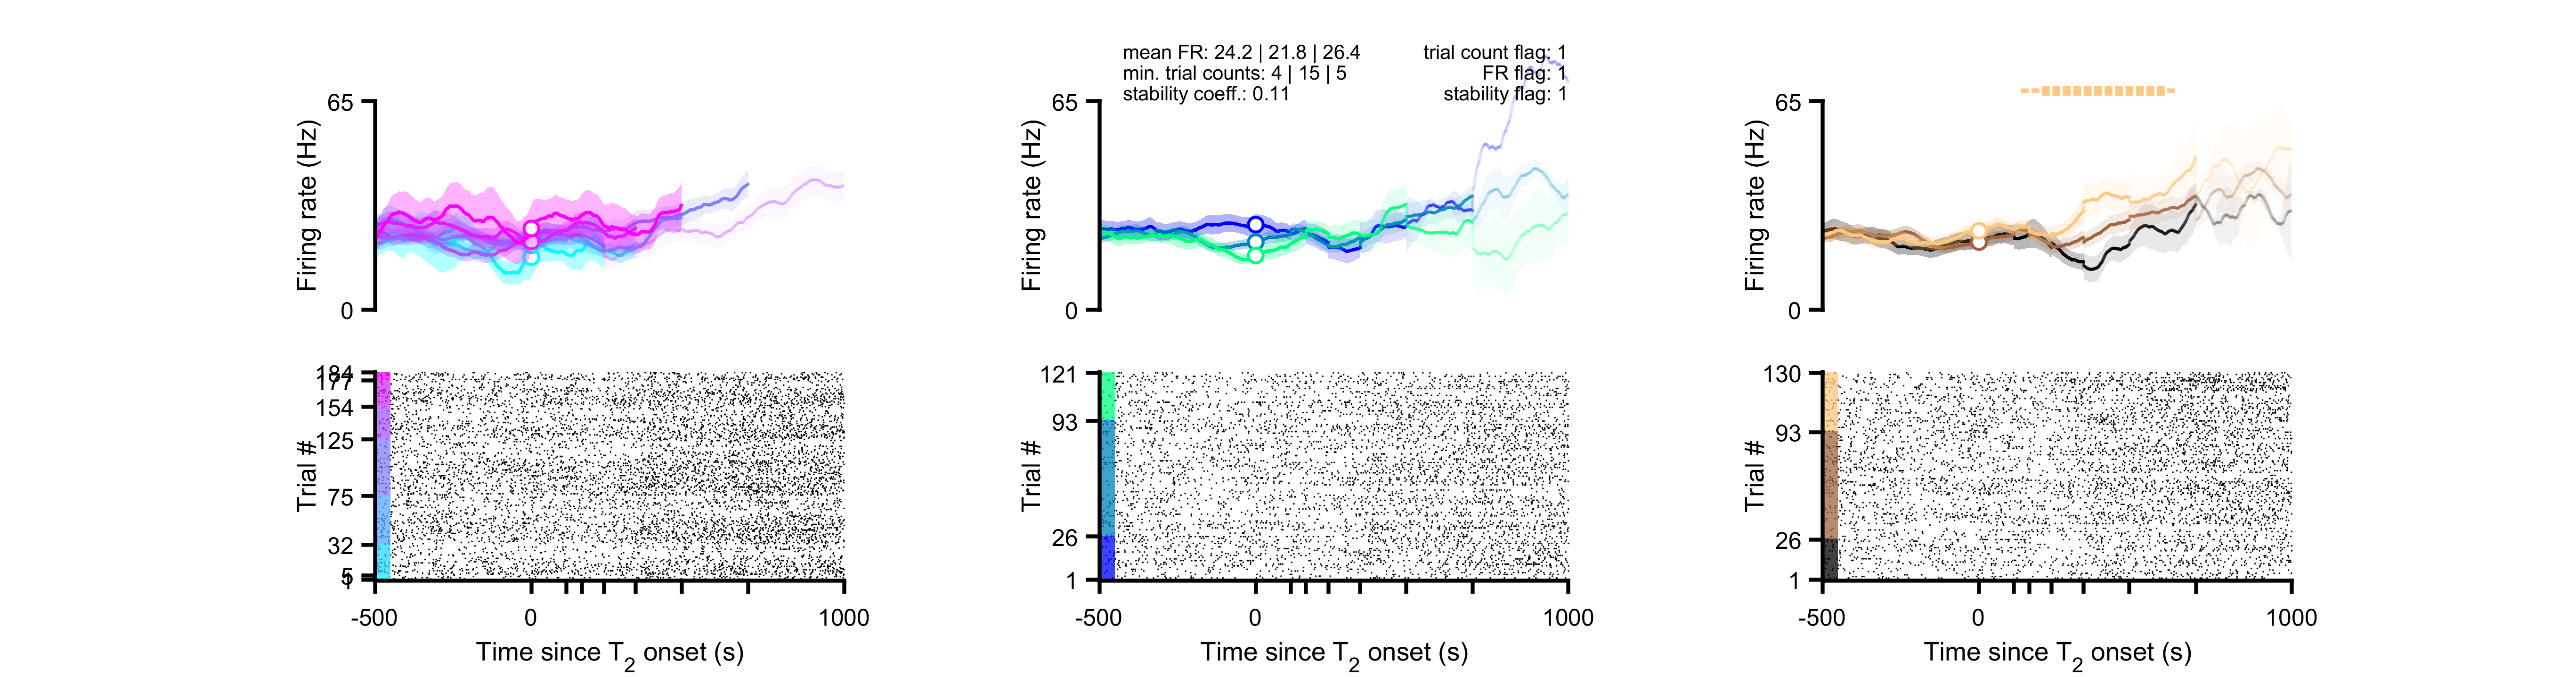 mean FR: 24.2 | 21.8 | 26.4
min. trial counts: 4 | 15 | 5
stability coeff.: 0.11
trial count flag: 1
FR flag: 1
stability flag: 1
65
0
Firing rate (Hz)
65
0
Firing rate (Hz)
65
0
Firing rate (Hz)
184
177
154
125
75
32
5
Trial #
-500
0
1000
Time since T2 onset (s)
121
93
26
1
Trial #
-500
0
1000
Time since T2 onset (s)
130
93
26
1
Trial #
-500
0
1000
Time since T2 onset (s)